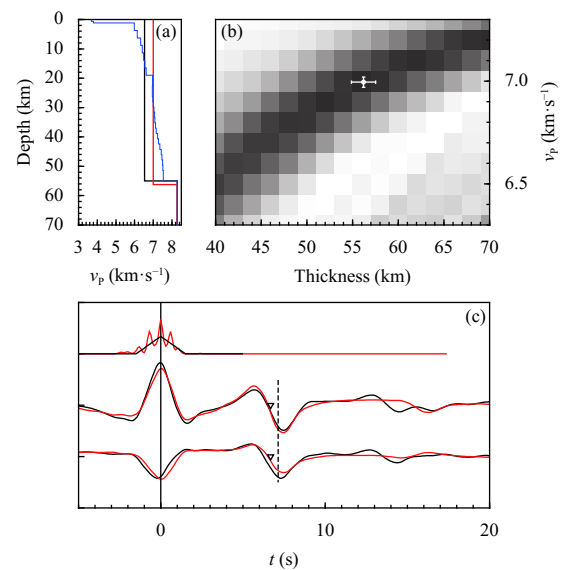 (a)
(b)
(c)
0
10
20
30
40
50
60
70
Depth (km)
3 4 5 6 7 8
vP (km·s⁻¹)
40 45 50 55 60 65 70
Thickness (km)
7.0
6.5
vP (km·s⁻¹)
0 10 20
t (s)